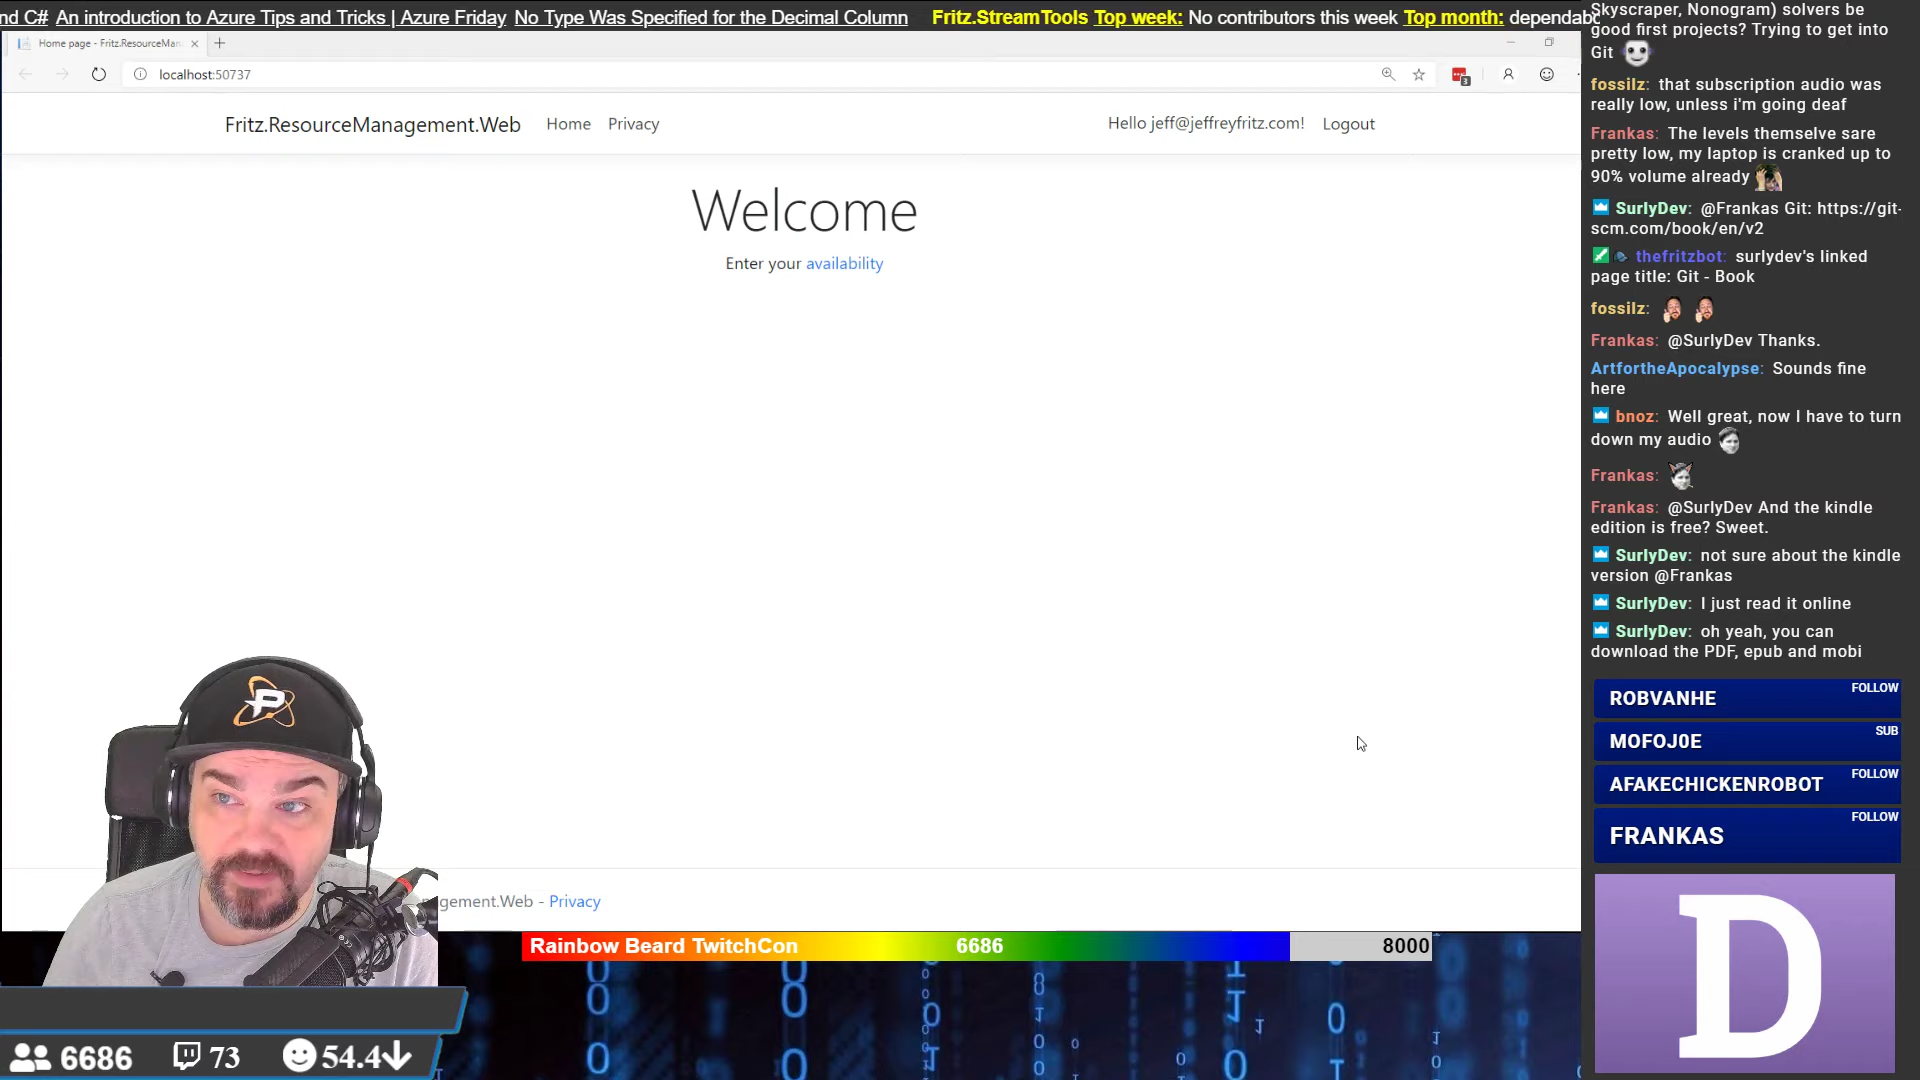 nd C# An introduction to Azure Tips and Tricks | Azure Friday No Type Was Specified for the Decimal Column Fritz.StreamTools Top week: No contributors this week Top month: dependabo
Home page - Fritz.ResourceMan
localhost:50737
3
Fritz.ResourceManagement.Web Home Privacy Hello jeff@jeffreyfritz.com! Logout
Welcome
Enter your availability
agement.Web - Privacy
Skyscraper, Nonogram) solvers be
good first projects? Trying to get into
Git
fossilz: that subscription audio was
really low, unless i'm going deaf
Frankas: The levels themselve sare
pretty low, my laptop is cranked up to
90% volume already
SurlyDev: @Frankas Git: https://git-
scm.com/book/en/v2
thefritzbot: surlydev's linked
page title: Git - Book
fossilz:
Frankas: @SurlyDev Thanks.
ArtfortheApocalypse: Sounds fine
here
bnoz: Well great, now I have to turn
down my audio
Frankas:
Frankas: @SurlyDev And the kindle
edition is free? Sweet.
SurlyDev: not sure about the kindle
version @Frankas
SurlyDev: I just read it online
SurlyDev: oh yeah, you can
download the PDF, epub and mobi
ROBVANHE FOLLOW
MOFOJ0E SUB
AFAKECHICKENROBOT FOLLOW
FRANKAS FOLLOW
D
P
Rainbow Beard TwitchCon 6686 8000
6686 73 54.4